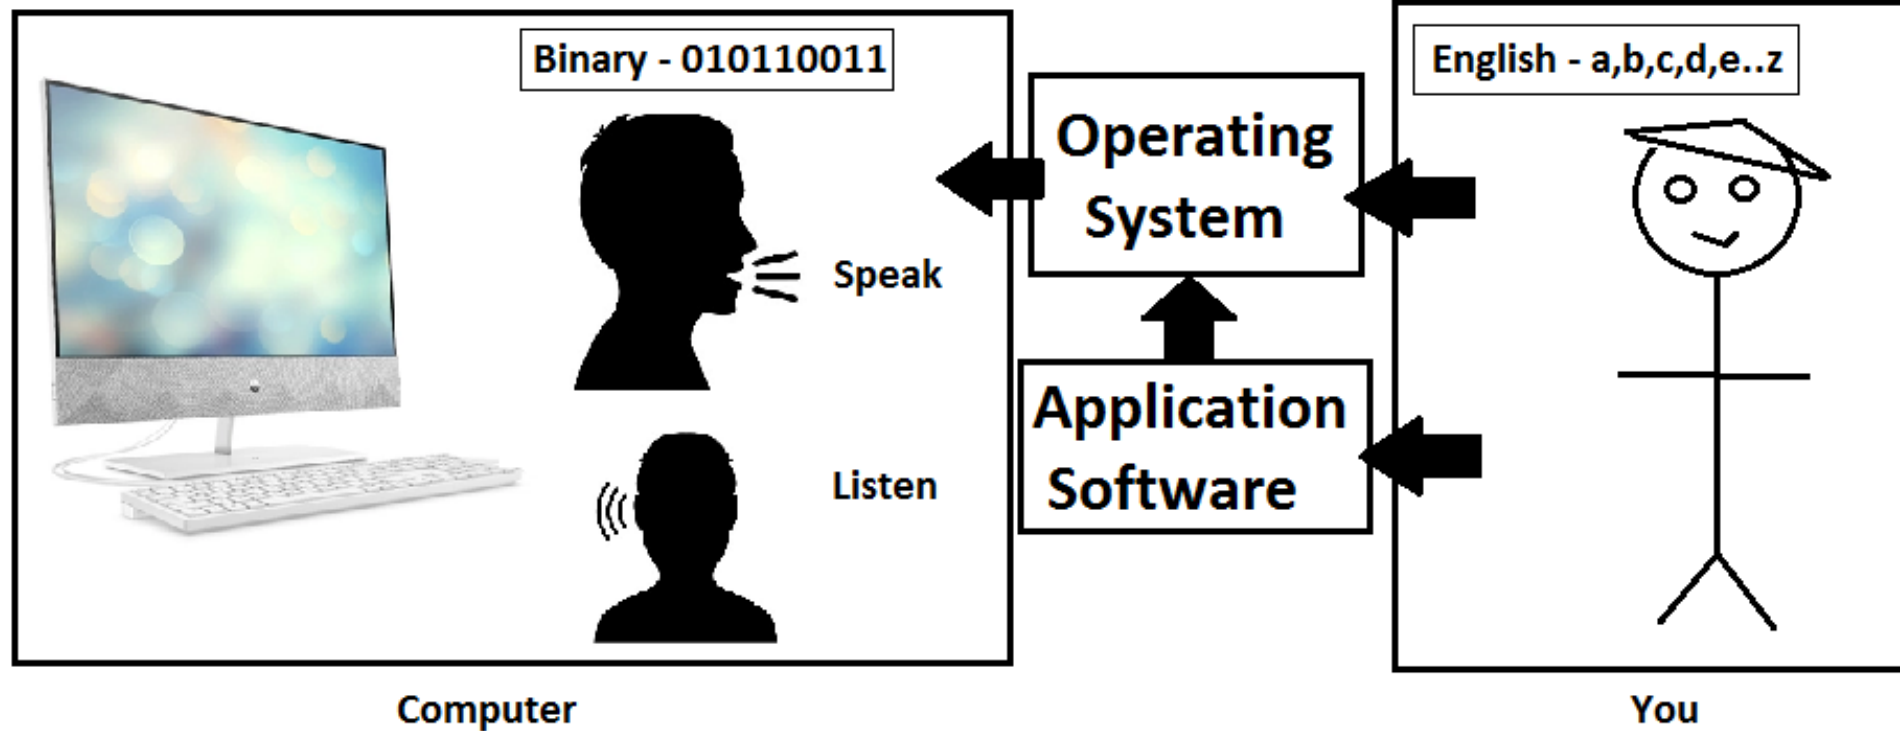 Binary - 010110011
Speak
Listen
Computer
Operating
System
Application
Software
English - a,b,c,d,e..z
You